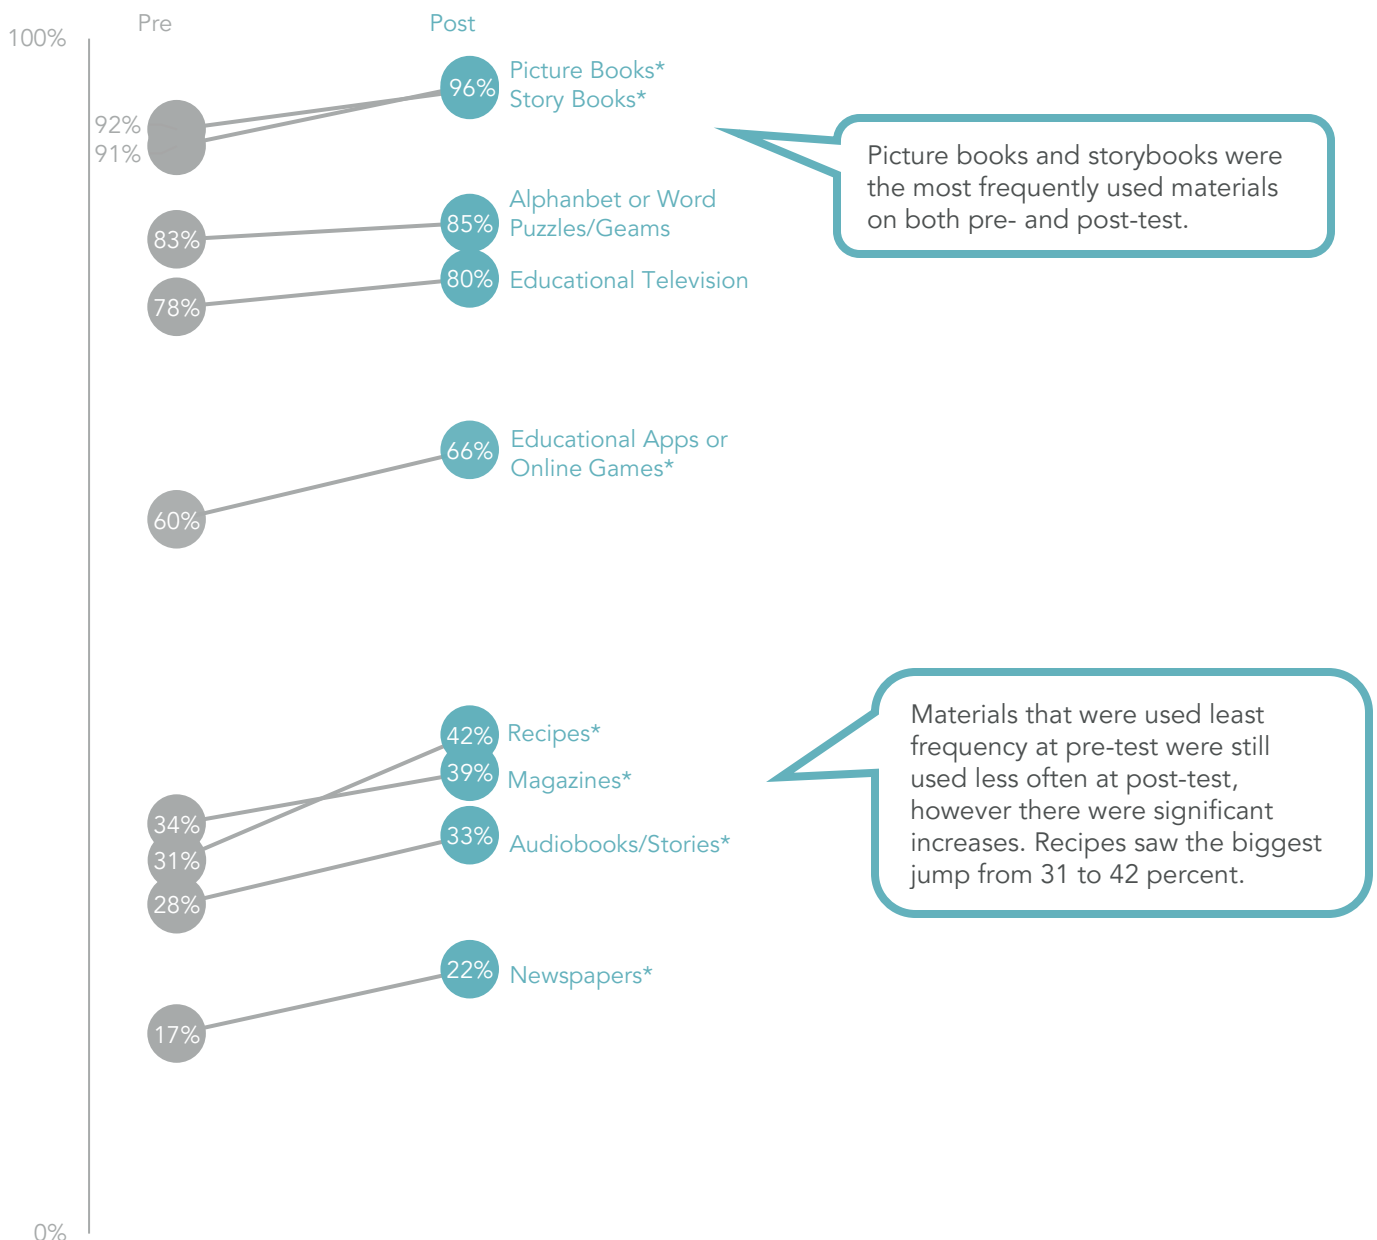 Pre
Post
100%
Picture Books*
96%
Story Books*
92%
91%
Picture books and storybooks were
the most frequently used materials
on both pre- and post-test.
Alphanbet or Word
Puzzles/Geams
83%
85%
78%
80%
Educational Television
Educational Apps or
Online Games*
60%
66%
42%
Recipes*
39%
Magazines*
34%
31%
33%
Audiobooks/Stories*
28%
Materials that were used least
frequency at pre-test were still
used less often at post-test,
however there were significant
increases. Recipes saw the biggest
jump from 31 to 42 percent.
22%
Newspapers*
17%
0%